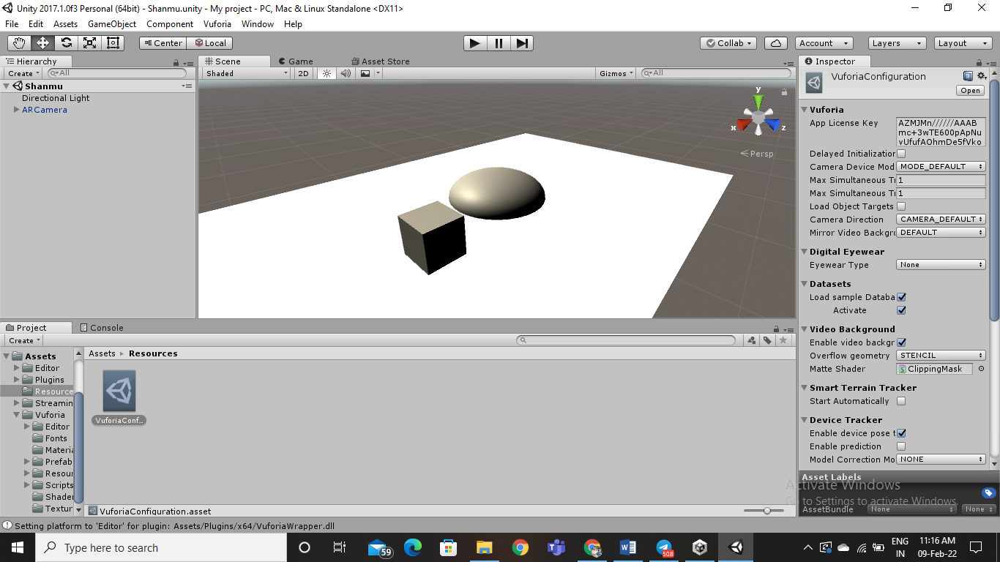 Unity 2017.1.0f3 Personal (64bit) - Shanmu.unity - My project - PC, Mac & Linux Standalone <DX11>
File Edit Assets GameObject Component Vuforia Window Help
Center Local Collab Account Layers Layout
Hierarchy
Create All
Shanmu
Directional Light
ARCamera
Scene Game Asset Store
Shaded 2D Gizmos All
y
x z
Persp
Inspector
VuforiaConfiguration
Open
Vuforia
App License Key AZMJMn//////AAAB
mc+3wTE600pApNu
vUfufAOhmDe5fVko
Delayed Initialization
Camera Device Mod MODE_DEFAULT
Max Simultaneous Tr 1
Max Simultaneous Tr 1
Load Object Targets
Camera Direction CAMERA_DEFAULT
Mirror Video Backgro DEFAULT
Digital Eyewear
Eyewear Type None
Datasets
Load sample Databa
Activate
Video Background
Enable video backgr
Overflow geometry STENCIL
Matte Shader ClippingMask
Smart Terrain Tracker
Start Automatically
Device Tracker
Enable device pose t
Enable prediction
Model Correction Mo NONE
Asset Labels
AssetBundle None None
Activate Windows
Go to Settings to activate Windows.
Project Console
Create
Assets
Editor
Plugins
Resource
Streamin
Vuforia
Editor
Fonts
Materia
Prefab
Resour
Scripts
Shader
Textur
Assets Resources
VuforiaConf...
VuforiaConfiguration.asset
Setting platform to 'Editor' for plugin: Assets/Plugins/x64/VuforiaWrapper.dll
Type here to search
59
508
ENG
IN
11:16 AM
09-Feb-22